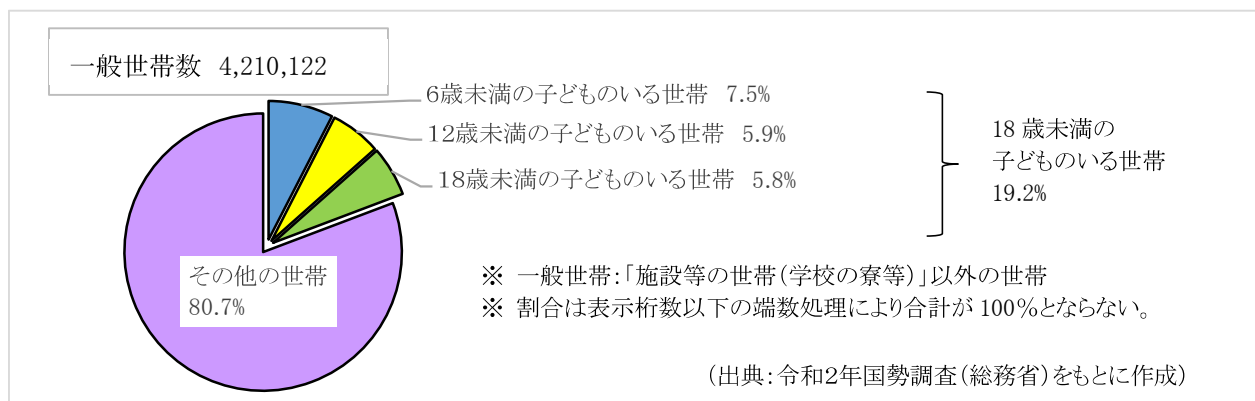 一般世帯数 4,210,122
6歳未満の子どものいる世帯 7.5%
12歳未満の子どものいる世帯 5.9%
18歳未満の子どものいる世帯 5.8%
18 歳未満の
子どものいる世帯
19.2%
その他の世帯
80.7%
※ 一般世帯:「施設等の世帯(学校の寮等)」以外の世帯
※ 割合は表示桁数以下の端数処理により合計が 100%とならない。
(出典:令和2年国勢調査(総務省)をもとに作成)